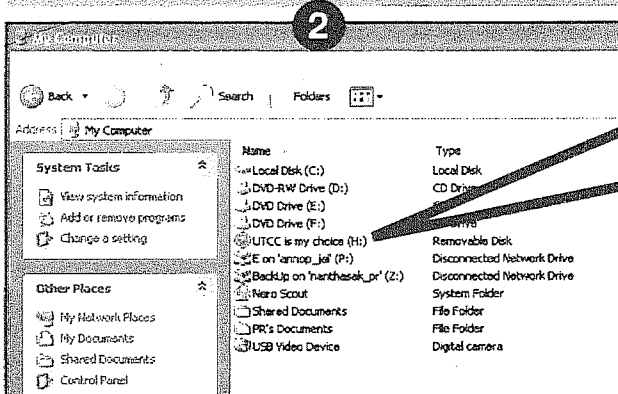 2
My Computer
Back
Search
Folders
Address
My Computer
System Tasks
View system information
Add or remove programs
Change a setting
Other Places
My Network Places
My Documents
Shared Documents
Control Panel
Name
Type
Local Disk (C:)
Local Disk
DVD-RW Drive (D:)
CD Drive
DVD Drive (E:)
DVD Drive (F:)
UTCC is my choice (H:)
Removable Disk
E on 'annop_jai' (P:)
Disconnected Network Drive
BackUp on 'nanthasak_pr' (Z:)
Disconnected Network Drive
Nero Scout
System Folder
Shared Documents
File Folder
PR's Documents
File Folder
USB Video Device
Digital camera